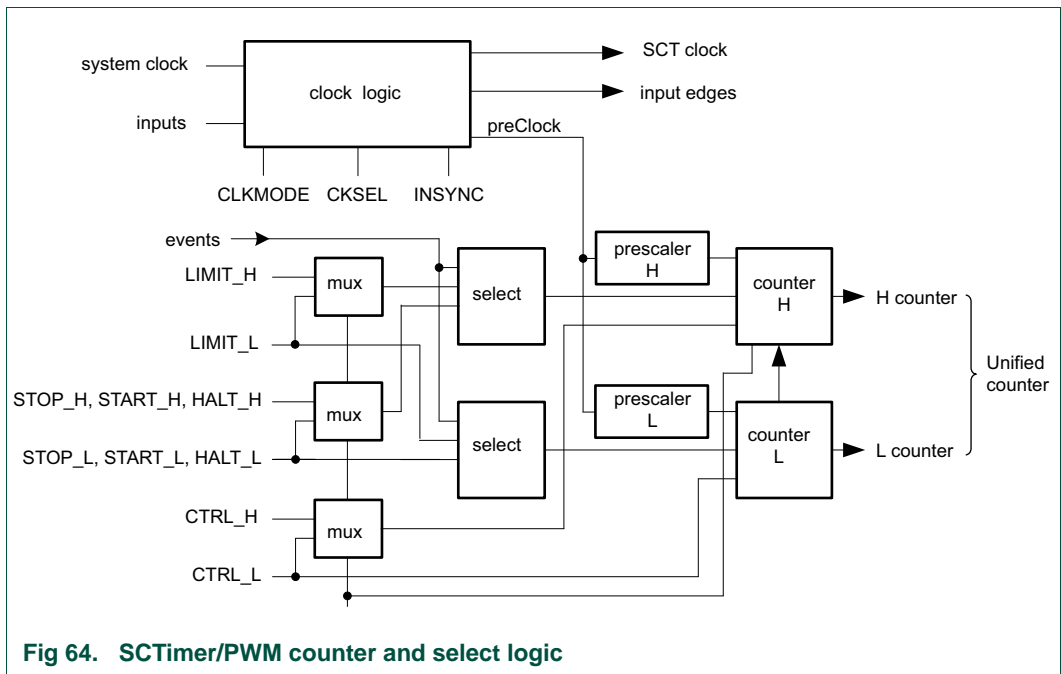 system clock
inputs
clock logic
SCT clock
input edges
preClock
CLKMODE CKSEL INSYNC
events
LIMIT_H
LIMIT_L
STOP_H, START_H, HALT_H
STOP_L, START_L, HALT_L
CTRL_H
CTRL_L
mux
mux
mux
select
select
prescaler
H
prescaler
L
counter
H
counter
L
H counter
L counter
Unified
counter
Fig 64. SCTimer/PWM counter and select logic